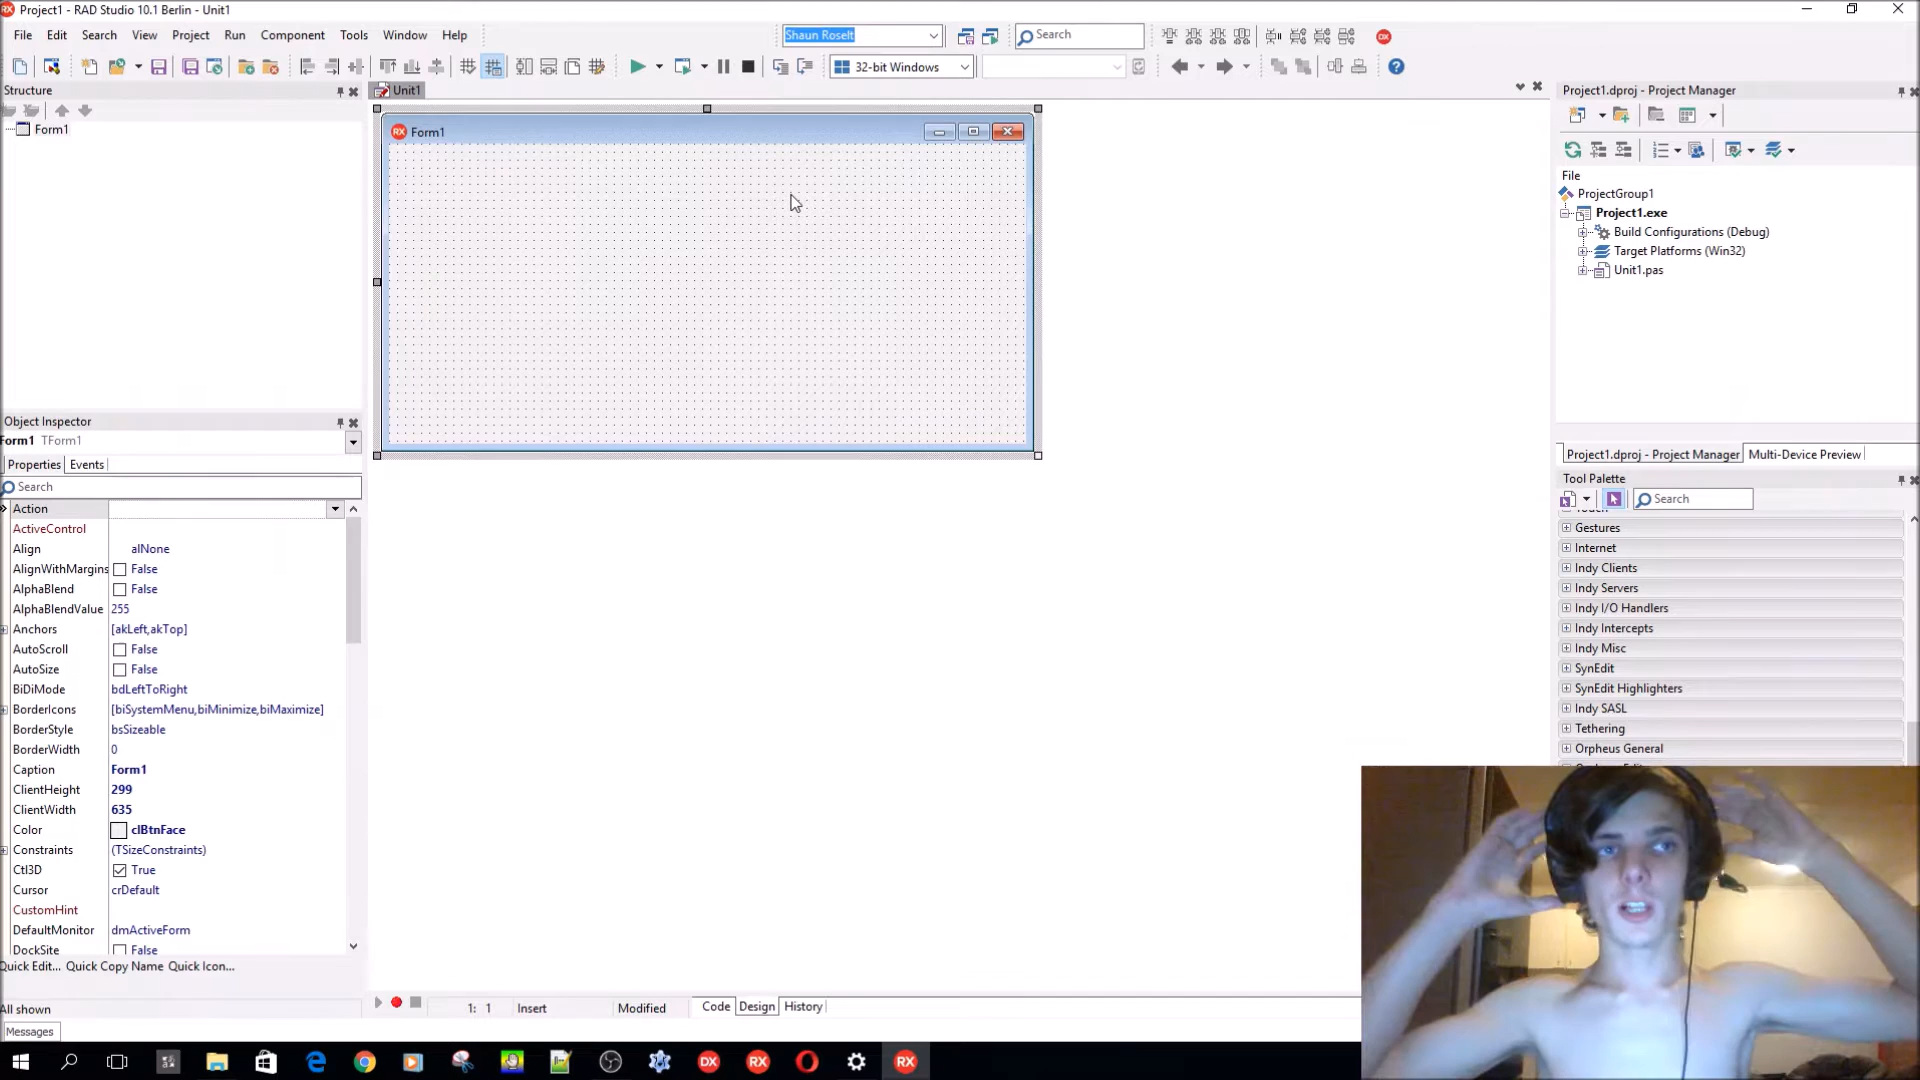 Project1 - RAD Studio 10.1 Berlin - Unit1
File Edit Search View Project Run Component Tools Window Help
Shaun Roselt
Search
32-bit Windows
Structure
Form1
Unit1
RX Form1
Project1.dproj - Project Manager
File
ProjectGroup1
Project1.exe
Build Configurations (Debug)
Target Platforms (Win32)
Unit1.pas
Project1.dproj - Project Manager Multi-Device Preview
Tool Palette
Search
Gestures
Internet
Indy Clients
Indy Servers
Indy I/O Handlers
Indy Intercepts
Indy Misc
SynEdit
SynEdit Highlighters
Indy SASL
Tethering
Orpheus General
Object Inspector
Form1 TForm1
Properties Events
Search
Action
ActiveControl
Align alNone
AlignWithMargins False
AlphaBlend False
AlphaBlendValue 255
Anchors [akLeft,akTop]
AutoScroll False
AutoSize False
BiDiMode bdLeftToRight
BorderIcons [biSystemMenu,biMinimize,biMaximize]
BorderStyle bsSizeable
BorderWidth 0
Caption Form1
ClientHeight 299
ClientWidth 635
Color clBtnFace
Constraints (TSizeConstraints)
Ctl3D True
Cursor crDefault
CustomHint
DefaultMonitor dmActiveForm
DockSite False
Quick Edit... Quick Copy Name Quick Icon...
All shown
1: 1 Insert Modified Code Design History
Messages
DX RX RX